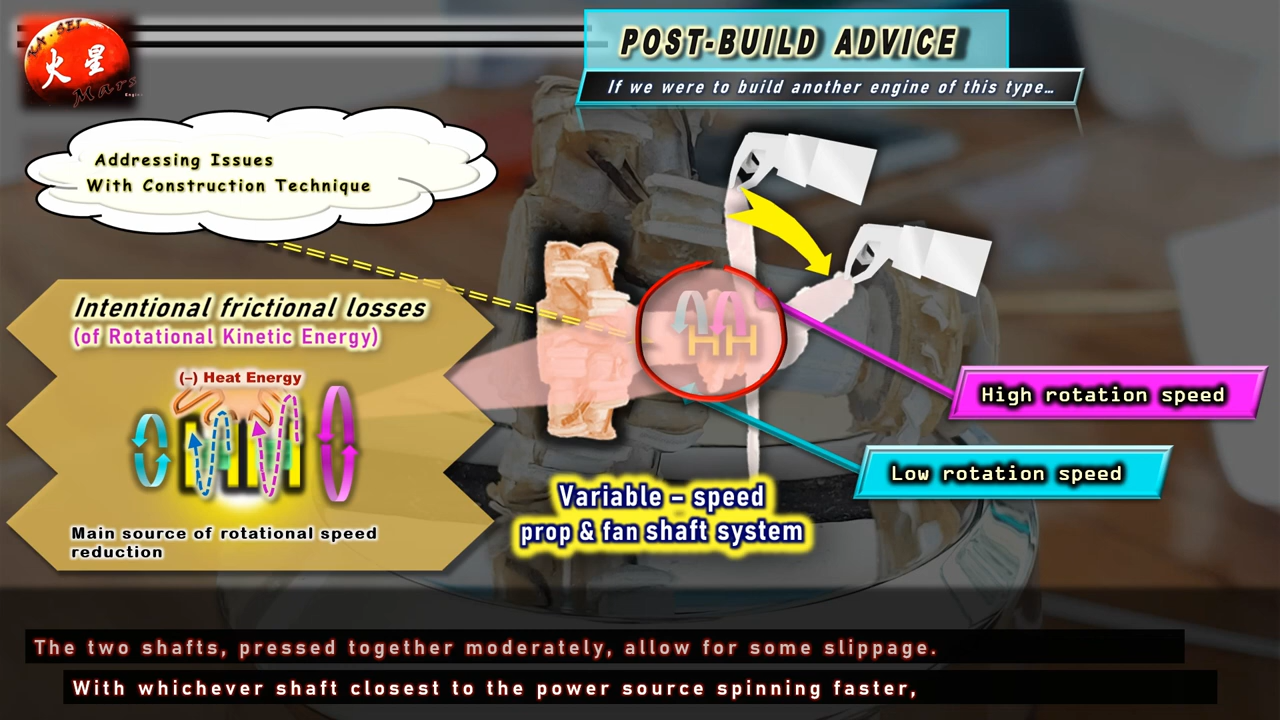 KA-SEI
火星
Mars
POST-BUILD ADVICE
If we were to build another engine of this type…
Addressing Issues
With Construction Technique
Intentional frictional losses
(of Rotational Kinetic Energy)
(–) Heat Energy
Main source of rotational speed
reduction
HH
High rotation speed
Low rotation speed
Variable – speed
prop & fan shaft system
The two shafts, pressed together moderately, allow for some slippage.
With whichever shaft closest to the power source spinning faster,